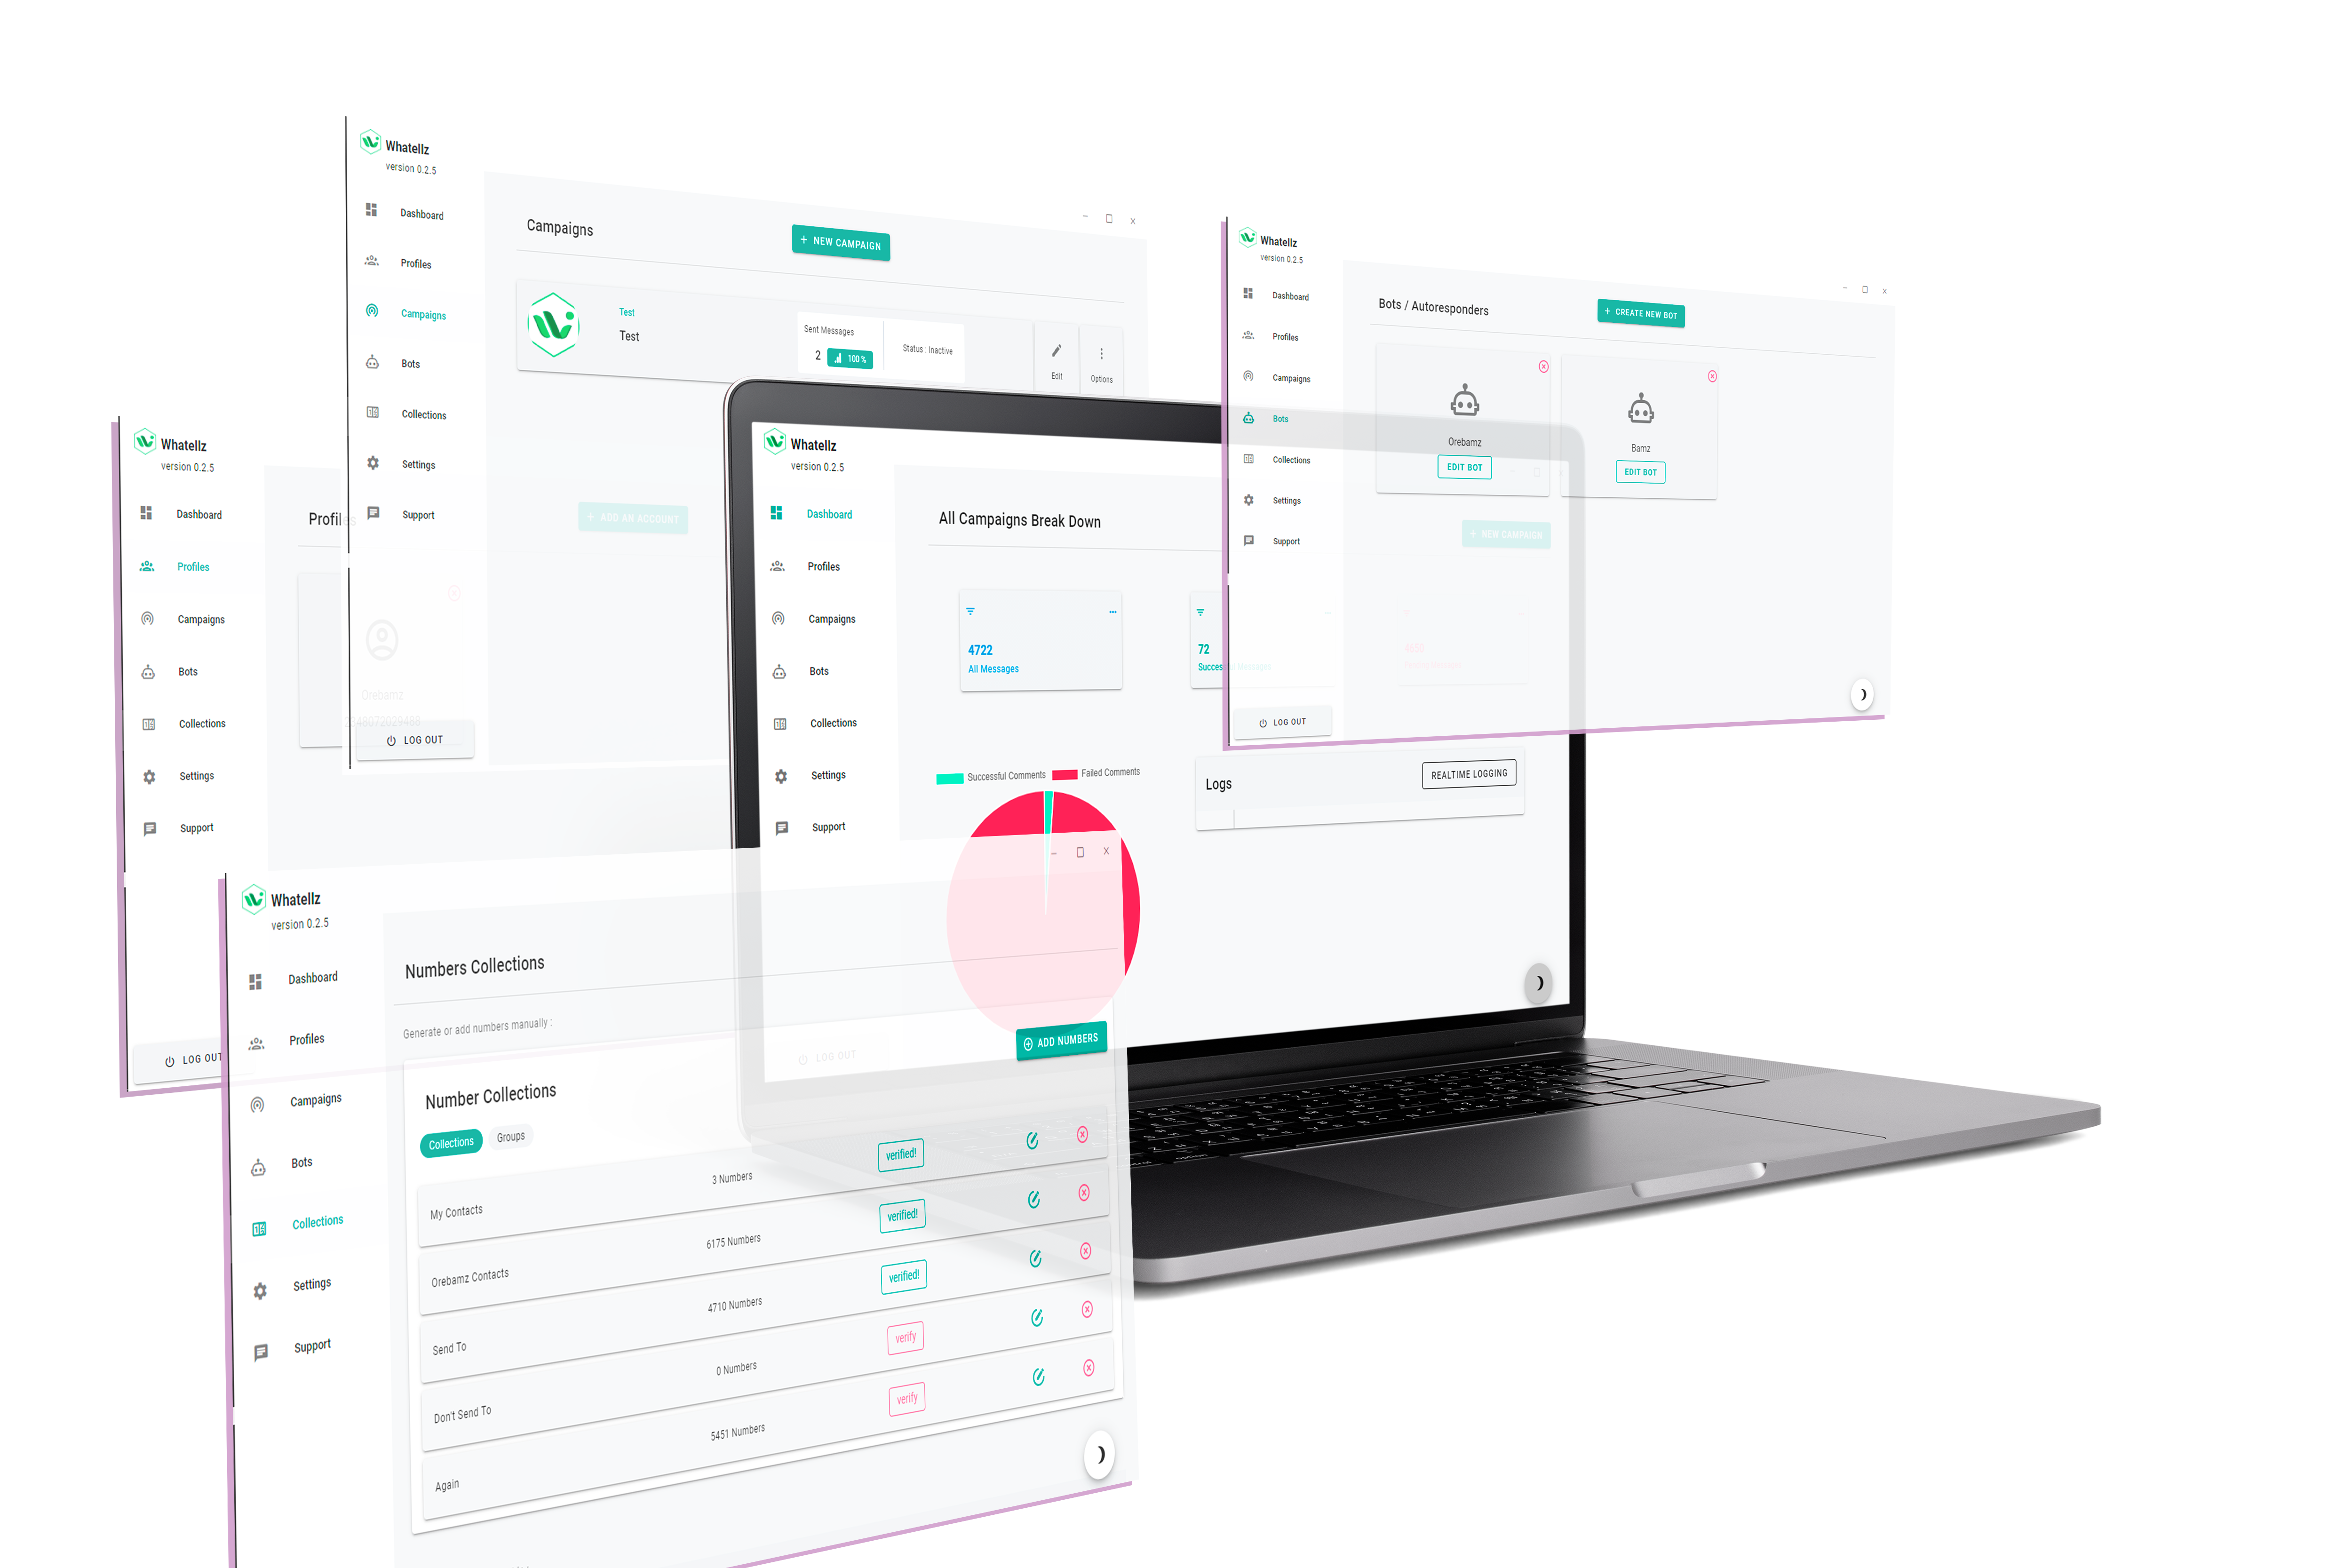 Whatellz
version 0.2.5
Dashboard
Profiles
Campaigns
Bots
Collections
Settings
Support
LOG OUT
Campaigns
+ NEW CAMPAIGN
Test
Test
Sent Messages
2
100 %
Status : Inactive
Edit
Options
Whatellz
version 0.2.5
Dashboard
Profiles
Campaigns
Bots
Collections
Settings
Support
LOG OUT
Bots / Autoresponders
+ CREATE NEW BOT
Orebamz
EDIT BOT
Bamz
EDIT BOT
+ NEW CAMPAIGN
Whatellz
version 0.2.5
Dashboard
Profiles
Campaigns
Bots
Collections
Settings
Support
LOG OUT
Profiles
+ ADD AN ACCOUNT
Orebamz
Whatellz
version 0.2.5
Dashboard
Profiles
Campaigns
Bots
Collections
Settings
Support
LOG OUT
All Campaigns Break Down
4722
All Messages
72
Successful Messages
Successful Comments
Failed Comments
Logs
REALTIME LOGGING
Whatellz
version 0.2.5
Dashboard
Profiles
Campaigns
Bots
Collections
Settings
Support
Numbers Collections
Generate or add numbers manually :
ADD NUMBERS
Number Collections
Collections
Groups
My Contacts
3 Numbers
verified!
Orebamz Contacts
6175 Numbers
verified!
Send To
4710 Numbers
verified!
Don't Send To
0 Numbers
verify
Again
5451 Numbers
verify